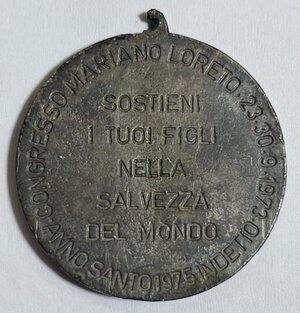 CONGRESSO MARIANO LORETO · 23-30·9·1973
· ANNO SANTO 1975 INDETTO ·
SOSTIENI
I TUOI FIGLI
NELLA
SALVEZZA
DEL MONDO